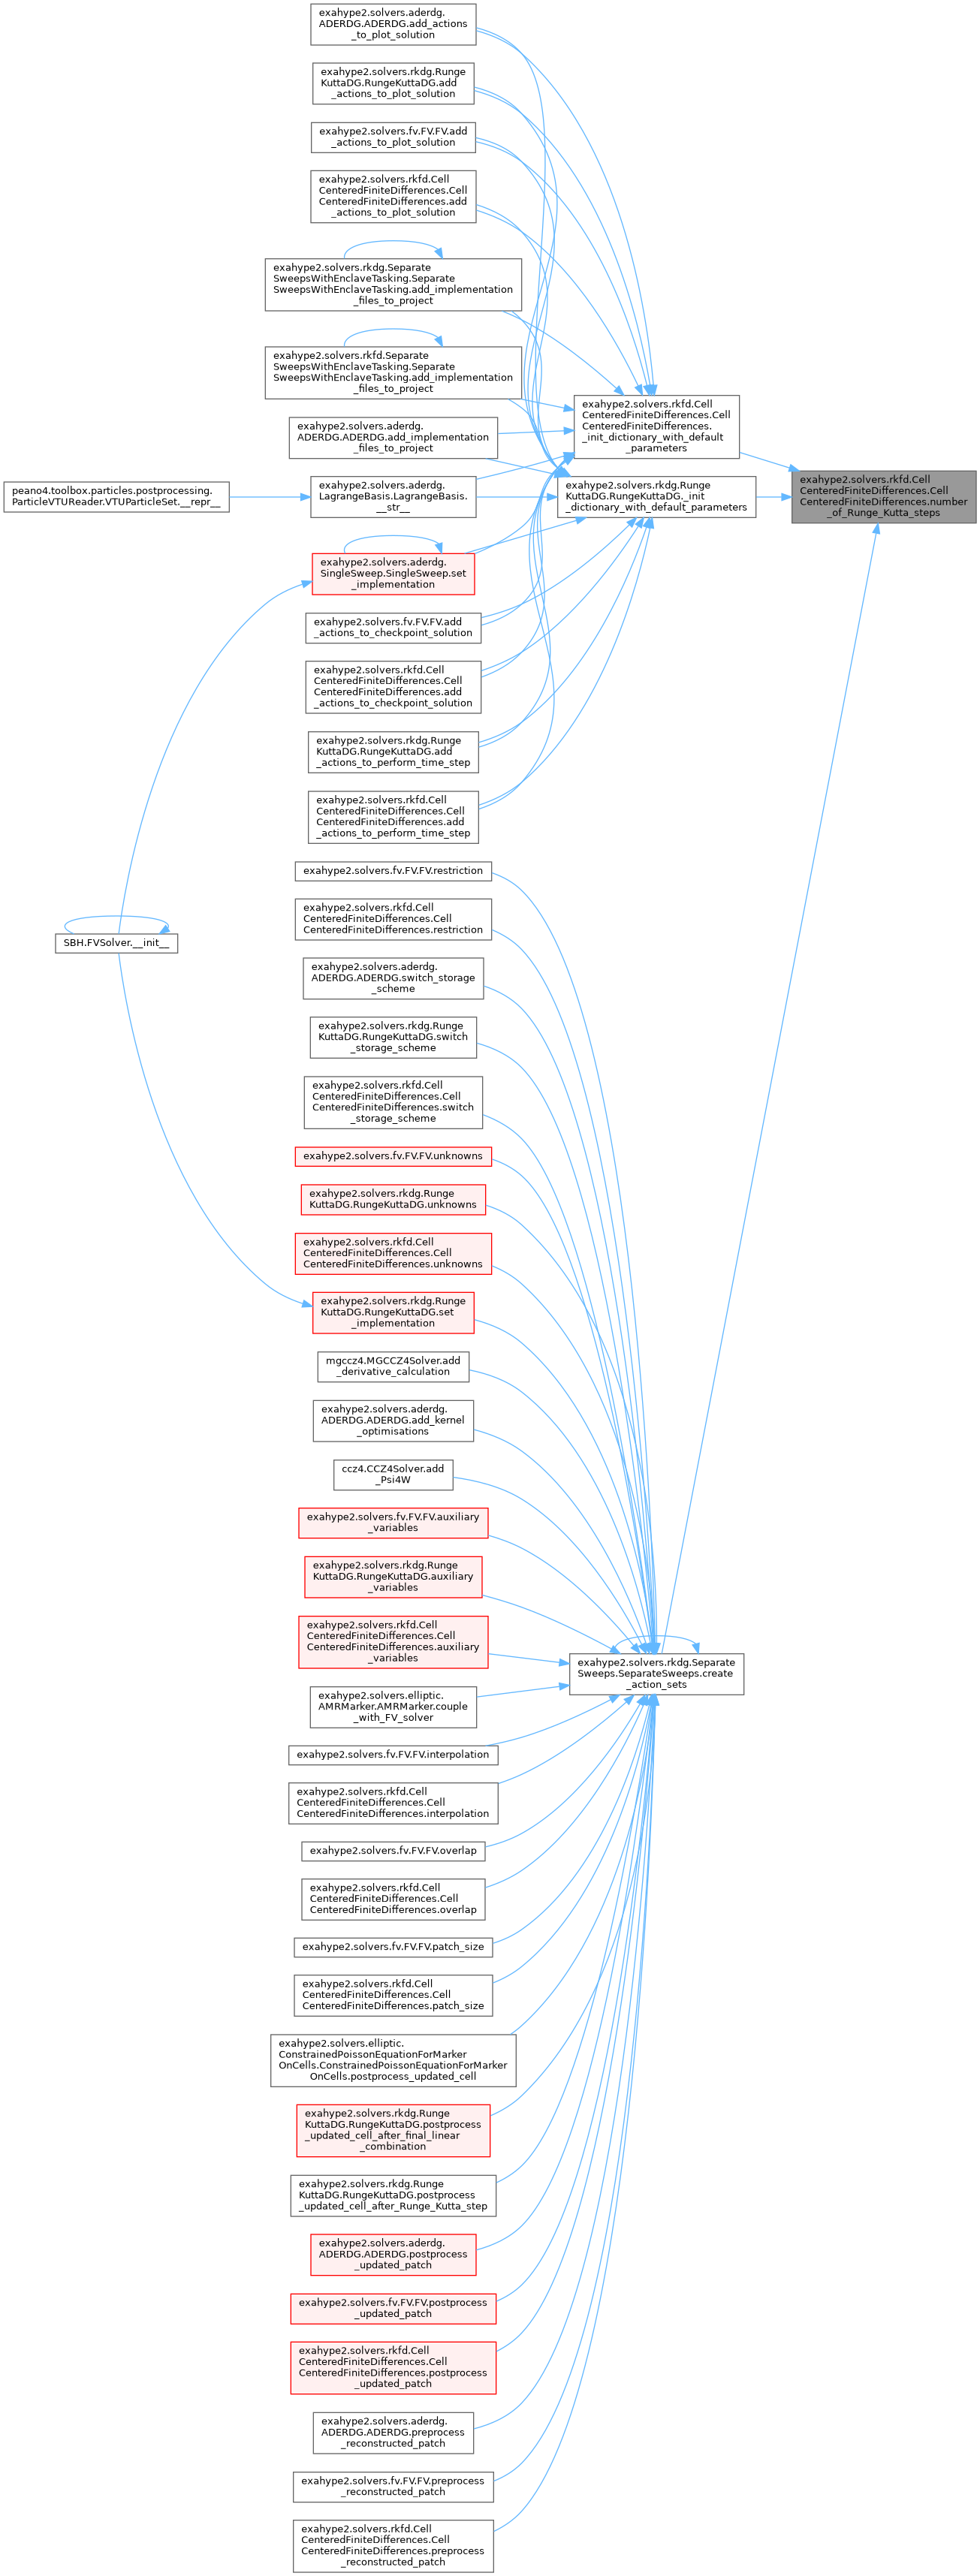 exahype2.solvers.aderdg.
ADERDG.ADERDG.add_actions
_to_plot_solution
exahype2.solvers.rkdg.Runge
KuttaDG.RungeKuttaDG.add
_actions_to_plot_solution
exahype2.solvers.fv.FV.FV.add
_actions_to_plot_solution
exahype2.solvers.rkfd.Cell
CenteredFiniteDifferences.Cell
CenteredFiniteDifferences.add
_actions_to_plot_solution
exahype2.solvers.rkdg.Separate
SweepsWithEnclaveTasking.Separate
SweepsWithEnclaveTasking.add_implementation
_files_to_project
exahype2.solvers.rkfd.Separate
SweepsWithEnclaveTasking.Separate
SweepsWithEnclaveTasking.add_implementation
_files_to_project
exahype2.solvers.aderdg.
ADERDG.ADERDG.add_implementation
_files_to_project
exahype2.solvers.rkfd.Cell
CenteredFiniteDifferences.Cell
CenteredFiniteDifferences.
_init_dictionary_with_default
_parameters
exahype2.solvers.rkfd.Cell
CenteredFiniteDifferences.Cell
CenteredFiniteDifferences.number
_of_Runge_Kutta_steps
peano4.toolbox.particles.postprocessing.
ParticleVTUReader.VTUParticleSet.__repr__
exahype2.solvers.aderdg.
LagrangeBasis.LagrangeBasis.
__str__
exahype2.solvers.rkdg.Runge
KuttaDG.RungeKuttaDG._init
_dictionary_with_default_parameters
exahype2.solvers.aderdg.
SingleSweep.SingleSweep.set
_implementation
exahype2.solvers.fv.FV.FV.add
_actions_to_checkpoint_solution
exahype2.solvers.rkfd.Cell
CenteredFiniteDifferences.Cell
CenteredFiniteDifferences.add
_actions_to_checkpoint_solution
exahype2.solvers.rkdg.Runge
KuttaDG.RungeKuttaDG.add
_actions_to_perform_time_step
exahype2.solvers.rkfd.Cell
CenteredFiniteDifferences.Cell
CenteredFiniteDifferences.add
_actions_to_perform_time_step
exahype2.solvers.fv.FV.FV.restriction
exahype2.solvers.rkfd.Cell
CenteredFiniteDifferences.Cell
CenteredFiniteDifferences.restriction
SBH.FVSolver.__init__
exahype2.solvers.aderdg.
ADERDG.ADERDG.switch_storage
_scheme
exahype2.solvers.rkdg.Runge
KuttaDG.RungeKuttaDG.switch
_storage_scheme
exahype2.solvers.rkfd.Cell
CenteredFiniteDifferences.Cell
CenteredFiniteDifferences.switch
_storage_scheme
exahype2.solvers.fv.FV.FV.unknowns
exahype2.solvers.rkdg.Runge
KuttaDG.RungeKuttaDG.unknowns
exahype2.solvers.rkfd.Cell
CenteredFiniteDifferences.Cell
CenteredFiniteDifferences.unknowns
exahype2.solvers.rkdg.Runge
KuttaDG.RungeKuttaDG.set
_implementation
mgccz4.MGCCZ4Solver.add
_derivative_calculation
exahype2.solvers.aderdg.
ADERDG.ADERDG.add_kernel
_optimisations
ccz4.CCZ4Solver.add
_Psi4W
exahype2.solvers.fv.FV.FV.auxiliary
_variables
exahype2.solvers.rkdg.Runge
KuttaDG.RungeKuttaDG.auxiliary
_variables
exahype2.solvers.rkfd.Cell
CenteredFiniteDifferences.Cell
CenteredFiniteDifferences.auxiliary
_variables
exahype2.solvers.rkdg.Separate
Sweeps.SeparateSweeps.create
_action_sets
exahype2.solvers.elliptic.
AMRMarker.AMRMarker.couple
_with_FV_solver
exahype2.solvers.fv.FV.FV.interpolation
exahype2.solvers.rkfd.Cell
CenteredFiniteDifferences.Cell
CenteredFiniteDifferences.interpolation
exahype2.solvers.fv.FV.FV.overlap
exahype2.solvers.rkfd.Cell
CenteredFiniteDifferences.Cell
CenteredFiniteDifferences.overlap
exahype2.solvers.fv.FV.FV.patch_size
exahype2.solvers.rkfd.Cell
CenteredFiniteDifferences.Cell
CenteredFiniteDifferences.patch_size
exahype2.solvers.elliptic.
ConstrainedPoissonEquationForMarker
OnCells.ConstrainedPoissonEquationForMarker
OnCells.postprocess_updated_cell
exahype2.solvers.rkdg.Runge
KuttaDG.RungeKuttaDG.postprocess
_updated_cell_after_final_linear
_combination
exahype2.solvers.rkdg.Runge
KuttaDG.RungeKuttaDG.postprocess
_updated_cell_after_Runge_Kutta_step
exahype2.solvers.aderdg.
ADERDG.ADERDG.postprocess
_updated_patch
exahype2.solvers.fv.FV.FV.postprocess
_updated_patch
exahype2.solvers.rkfd.Cell
CenteredFiniteDifferences.Cell
CenteredFiniteDifferences.postprocess
_updated_patch
exahype2.solvers.aderdg.
ADERDG.ADERDG.preprocess
_reconstructed_patch
exahype2.solvers.fv.FV.FV.preprocess
_reconstructed_patch
exahype2.solvers.rkfd.Cell
CenteredFiniteDifferences.Cell
CenteredFiniteDifferences.preprocess
_reconstructed_patch